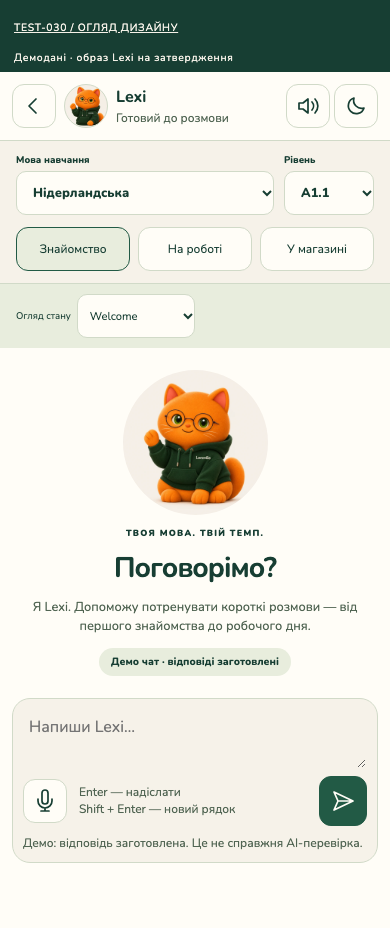 TEST-030 / ОГЛЯД ДИЗАЙНУ
Демодані · образ Lexi на затвердження
Lexi
Готовий до розмови
Мова навчання
Рівень
Нідерландська
A1.1
Знайомство
На роботі
У магазині
Огляд стану
Welcome
ТВОЯ МОВА. ТВІЙ ТЕМП.
Поговорімо?
Я Lexi. Допоможу потренувати короткі розмови — від
першого знайомства до робочого дня.
Демо чат · відповіді заготовлені
Напиши Lexi...
Enter — надіслати
Shift + Enter — новий рядок
Демо: відповідь заготовлена. Це не справжня AI-перевірка.